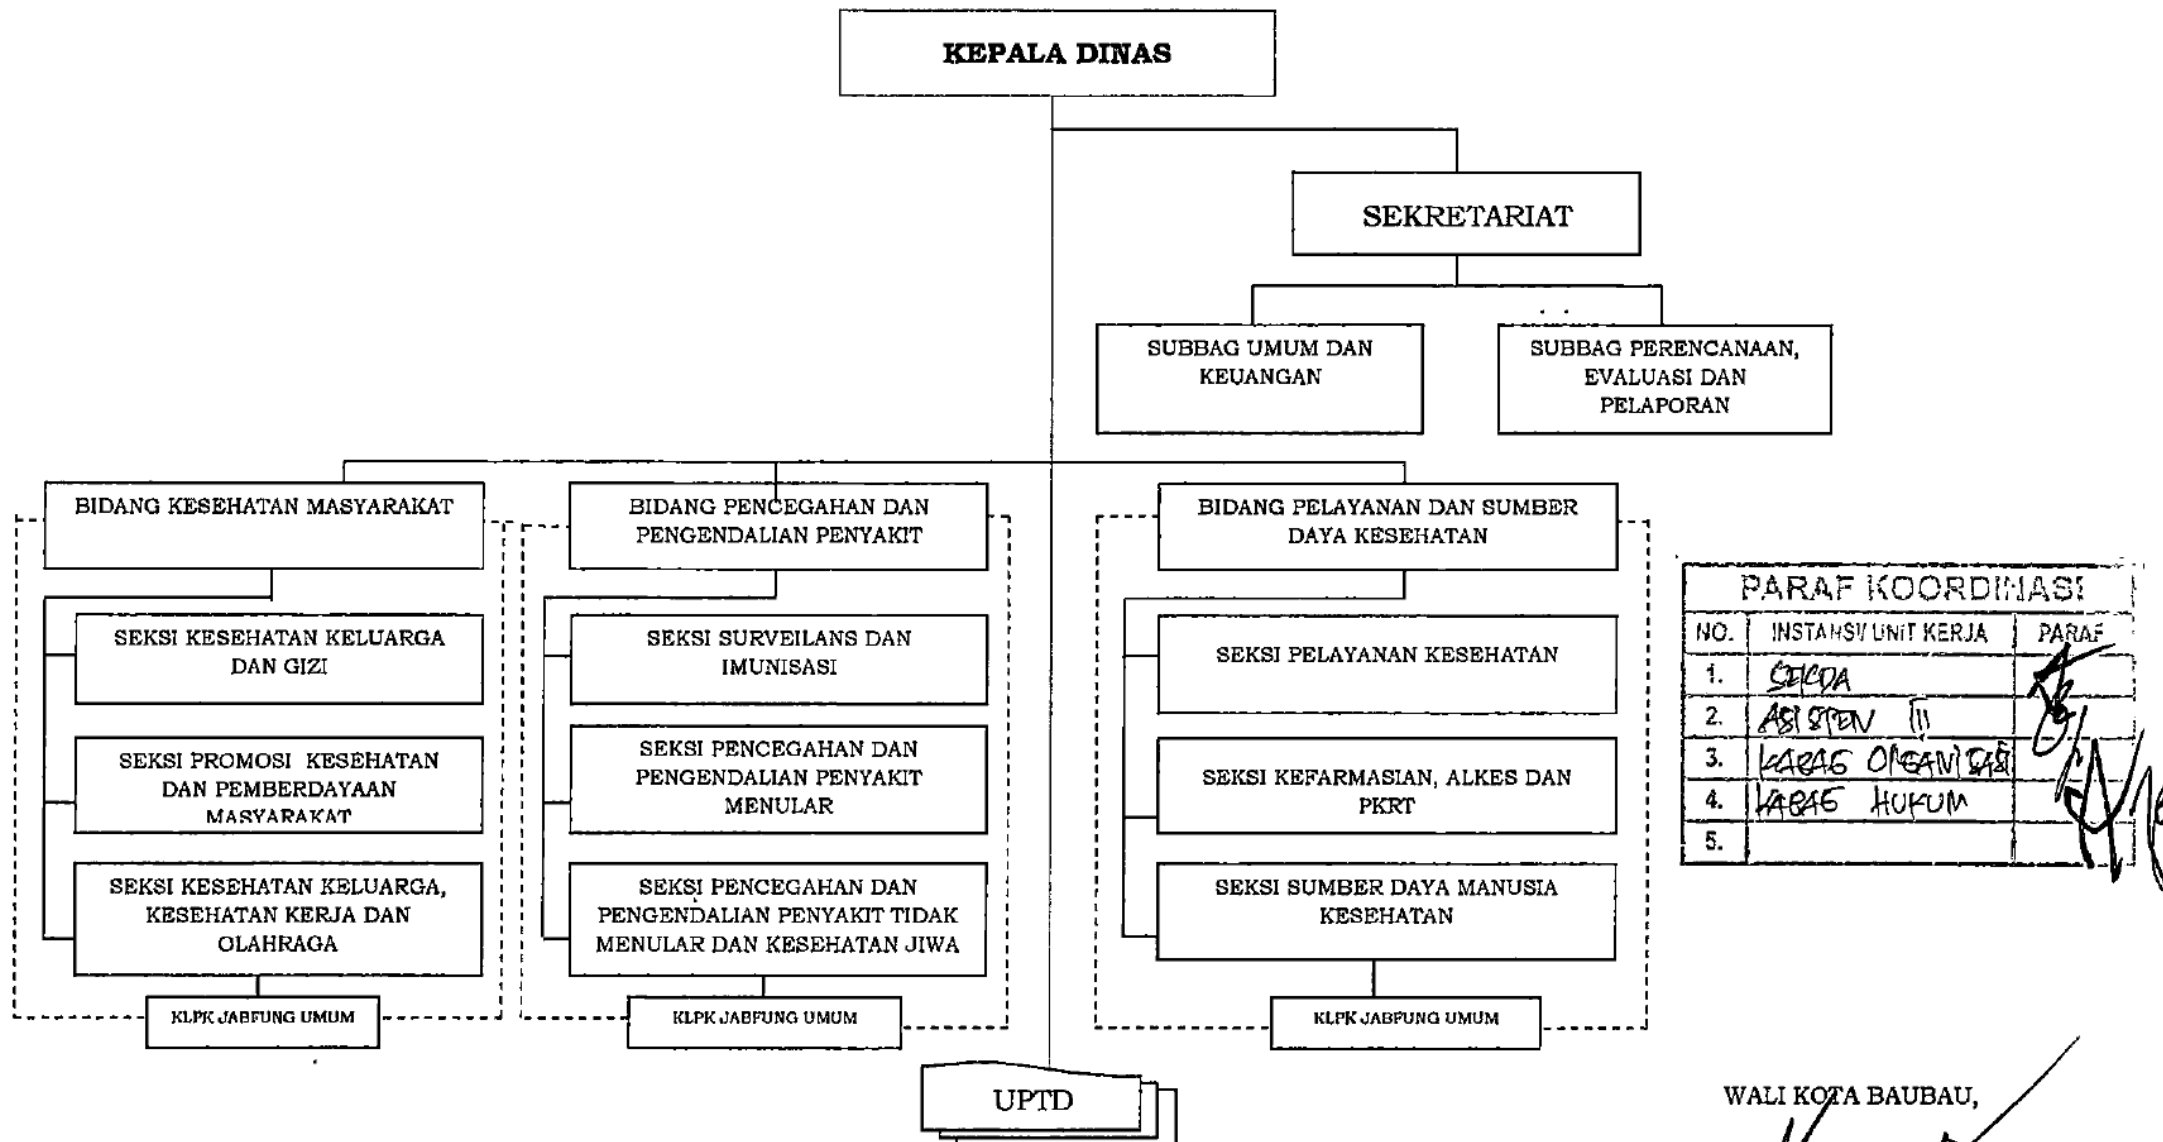 KEPALA DINAS
SEKRETARIAT
SUBBAG UMUM DAN
KEUANGAN
SUBBAG PERENCANAAN,
EVALUASI DAN
PELAPORAN
BIDANG KESEHATAN MASYARAKAT
BIDANG PENCEGAHAN DAN
PENGENDALIAN PENYAKIT
BIDANG PELAYANAN DAN SUMBER
DAYA KESEHATAN
SEKSI KESEHATAN KELUARGA
DAN GIZI
SEKSI PROMOSI KESEHATAN
DAN PEMBERDAYAAN
MASYARAKAT
SEKSI KESEHATAN KELUARGA,
KESEHATAN KERJA DAN
OLAHRAGA
KLPK JABFUNG UMUM
SEKSI SURVEILANS DAN
IMUNISASI
SEKSI PENCEGAHAN DAN
PENGENDALIAN PENYAKIT
MENULAR
SEKSI PENCEGAHAN DAN
PENGENDALIAN PENYAKIT TIDAK
MENULAR DAN KESEHATAN JIWA
KLPK JABFUNG UMUM
SEKSI PELAYANAN KESEHATAN
SEKSI KEFARMASIAN, ALKES DAN
PKRT
SEKSI SUMBER DAYA MANUSIA
KESEHATAN
KLPK JABFUNG UMUM
UPTD
PARAF KOORDINASI
NO. INSTANSI/ UNIT KERJA PARAF
1. SEKDA
2. ASISTEN III
3. KABAG ORGANISASI
4. KABAG HUKUM
5.
WALI KOTA BAUBAU,